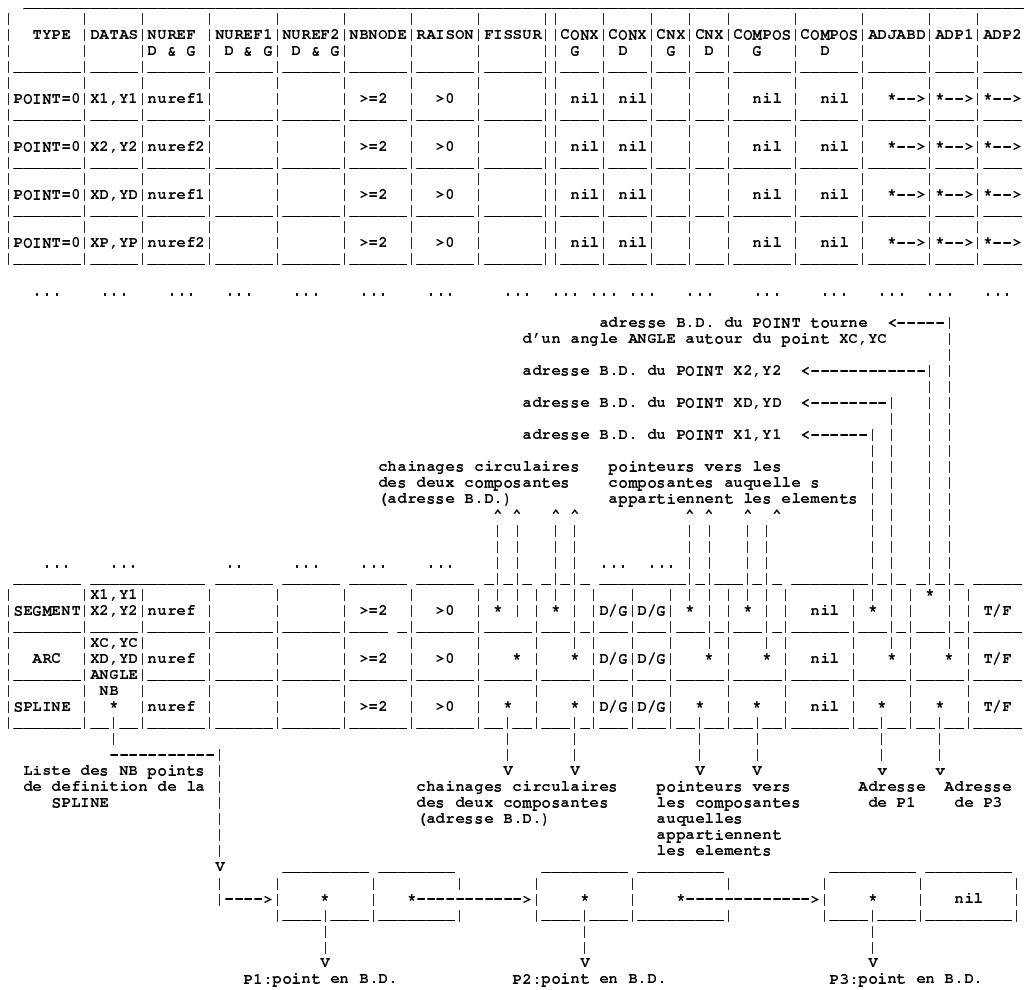 TYPE DATAS NUREF NUREF1 NUREF2 NBNODE RAISON FISSUR CONX CONX CNX CNX COMPOS COMPOS ADJABD ADP1 ADP2
D & G D & G D & G G D G D G D
POINT=0 X1,Y1 nuref1 >=2 >0 nil nil nil nil *--> *--> *-->
POINT=0 X2,Y2 nuref2 >=2 >0 nil nil nil nil *--> *--> *-->
POINT=0 XD,YD nuref1 >=2 >0 nil nil nil nil *--> *--> *-->
POINT=0 XP,YP nuref2 >=2 >0 nil nil nil nil *--> *--> *-->
... ... ... ... ... ... ... ... ... ... ... ... ... ... ... ... ...
adresse B.D. du POINT tourne <-----
d'un angle ANGLE autour du point XC,YC
adresse B.D. du POINT X2,Y2 <------------
adresse B.D. du POINT XD,YD <--------
adresse B.D. du POINT X1,Y1 <------
chainages circulaires pointeurs vers les
des deux composantes composantes auquelle s
(adresse B.D.) appartiennent les elements
^ ^ ^ ^ ^ ^ ^ ^
... ... .. ... ... ... ... ...
X1,Y1 *
SEGMENT X2,Y2 nuref >=2 >0 * * D/G D/G * * nil * T/F
XC,YC
ARC XD,YD nuref >=2 >0 * * D/G D/G * * nil * * T/F
ANGLE
NB
SPLINE * nuref >=2 >0 * * D/G D/G * * nil * * T/F
-----------
Liste des NB points V V V V V V
de definition de la chainages circulaires pointeurs vers Adresse Adresse
SPLINE des deux composantes les composantes de P1 de P3
(adresse B.D.) auquelles
appartiennent
les elements
V
----> * *-----------> * *-------------> * nil
V V V
P1:point en B.D. P2:point en B.D. P3:point en B.D.